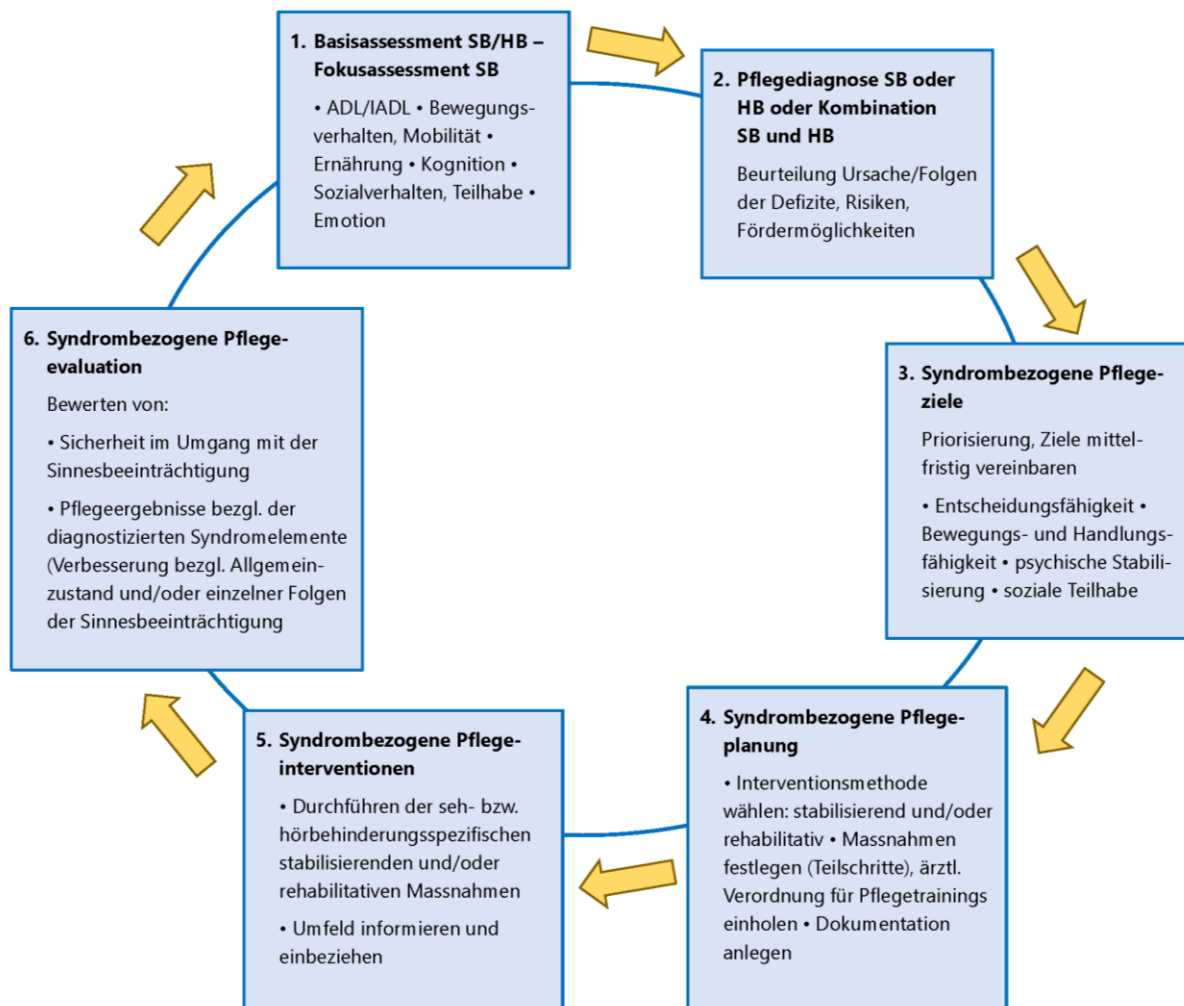 1. Basisassessment SB/HB –
Fokusassessment SB
• ADL/IADL • Bewegungs-
verhalten, Mobilität •
Ernährung • Kognition •
Sozialverhalten, Teilhabe •
Emotion
2. Pflegediagnose SB oder
HB oder Kombination
SB und HB
Beurteilung Ursache/Folgen
der Defizite, Risiken,
Fördermöglichkeiten
3. Syndrombezogene Pflege-
ziele
Priorisierung, Ziele mittel-
fristig vereinbaren
• Entscheidungsfähigkeit •
Bewegungs- und Handlungs-
fähigkeit • psychische Stabili-
sierung • soziale Teilhabe
4. Syndrombezogene Pflege-
planung
• Interventionsmethode
wählen: stabilisierend und/oder
rehabilitativ • Massnahmen
festlegen (Teilschritte), ärztl.
Verordnung für Pflegetrainings
einholen • Dokumentation
anlegen
5. Syndrombezogene Pflege-
interventionen
• Durchführen der seh- bzw.
hörbehinderungsspezifischen
stabilisierenden und/oder
rehabilitativen Massnahmen
• Umfeld informieren und
einbeziehen
6. Syndrombezogene Pflege-
evaluation
Bewerten von:
• Sicherheit im Umgang mit der
Sinnesbeeinträchtigung
• Pflegeergebnisse bezgl. der
diagnostizierten Syndromelemente
(Verbesserung bezgl. Allgemein-
zustand und/oder einzelner Folgen
der Sinnesbeeinträchtigung